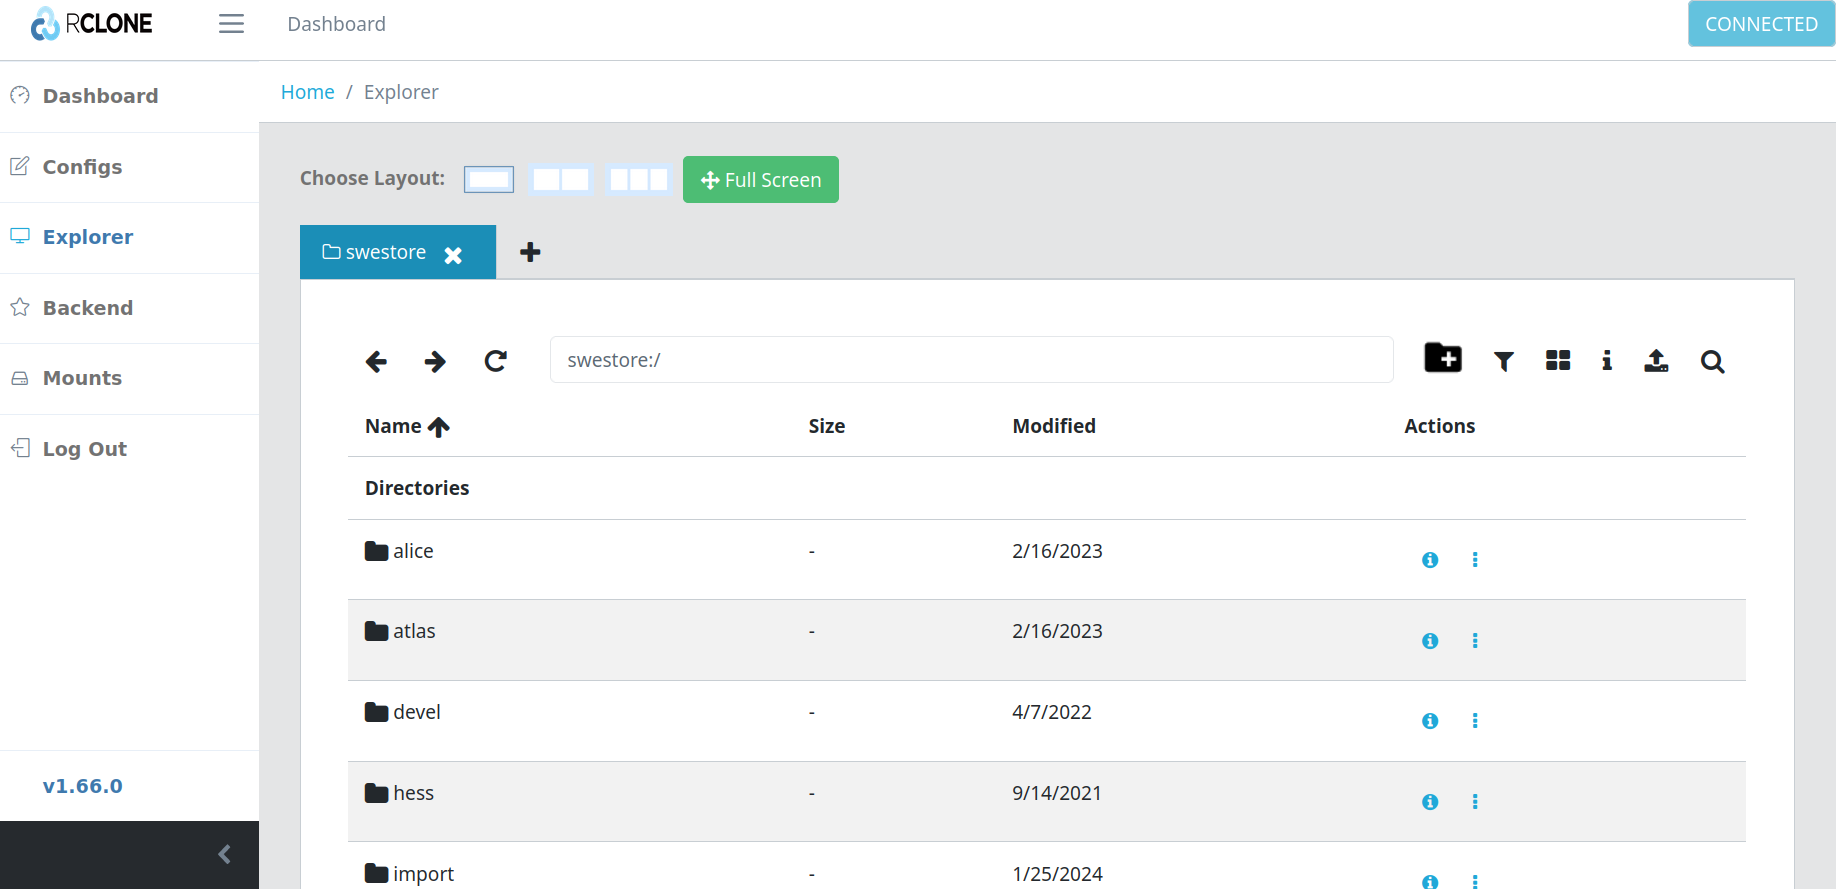 RCLONE Dashboard CONNECTED
Dashboard
Configs
Explorer
Backend
Mounts
Log Out
v1.66.0
Home / Explorer
Choose Layout: Full Screen
swestore
swestore:/
Name Size Modified Actions
Directories
alice - 2/16/2023
atlas - 2/16/2023
devel - 4/7/2022
hess - 9/14/2021
import - 1/25/2024